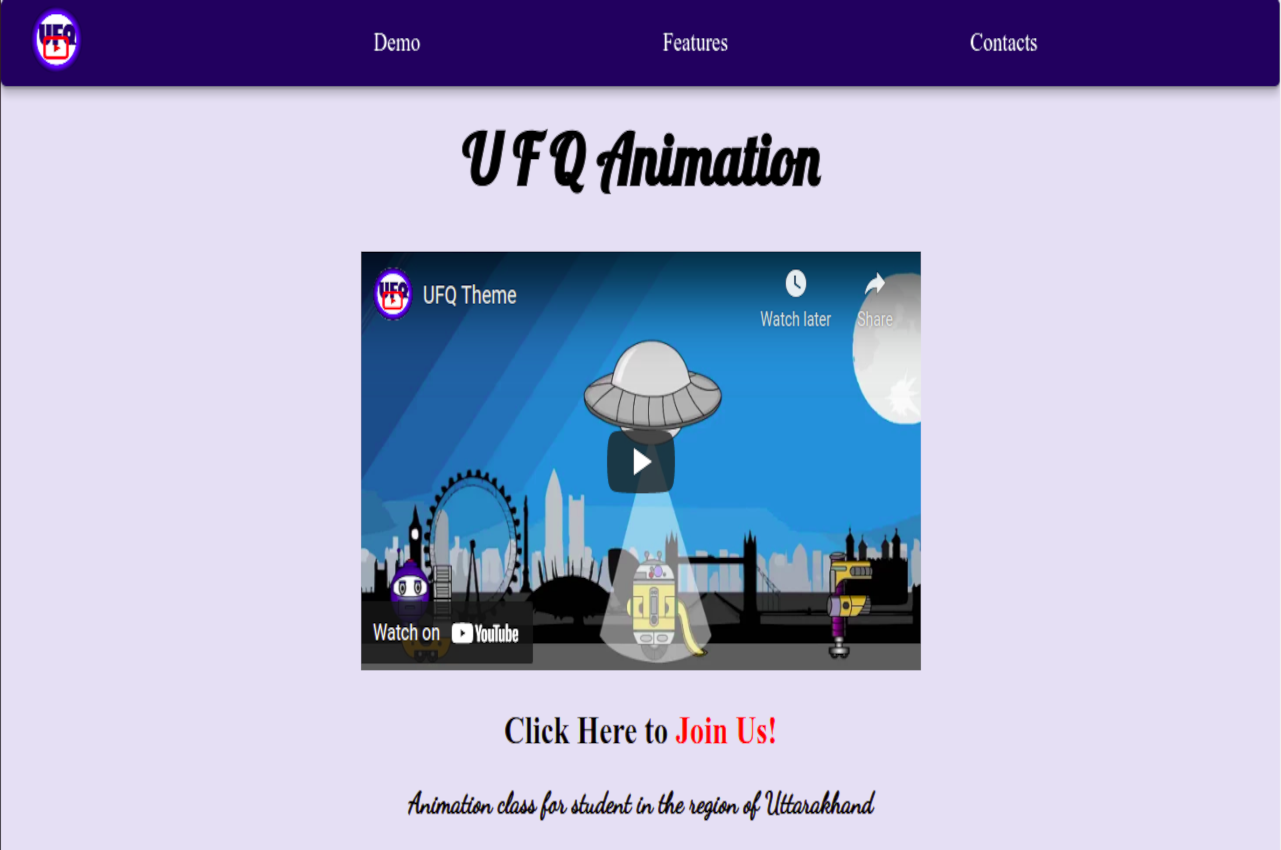 UFQ
Demo
Features
Contacts
U F Q Animation
UFQ
UFQ Theme
Watch later
Share
Watch on YouTube
Click Here to Join Us!
Animation class for student in the region of Uttarakhand